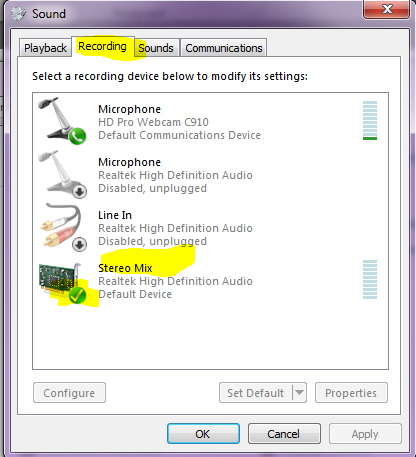 Sound
Playback Recording Sounds Communications
Select a recording device below to modify its settings:
Microphone
HD Pro Webcam C910
Default Communications Device
Microphone
Realtek High Definition Audio
Disabled, unplugged
Line In
Realtek High Definition Audio
Disabled, unplugged
Stereo Mix
Realtek High Definition Audio
Default Device
Configure Set Default Properties
OK Cancel Apply